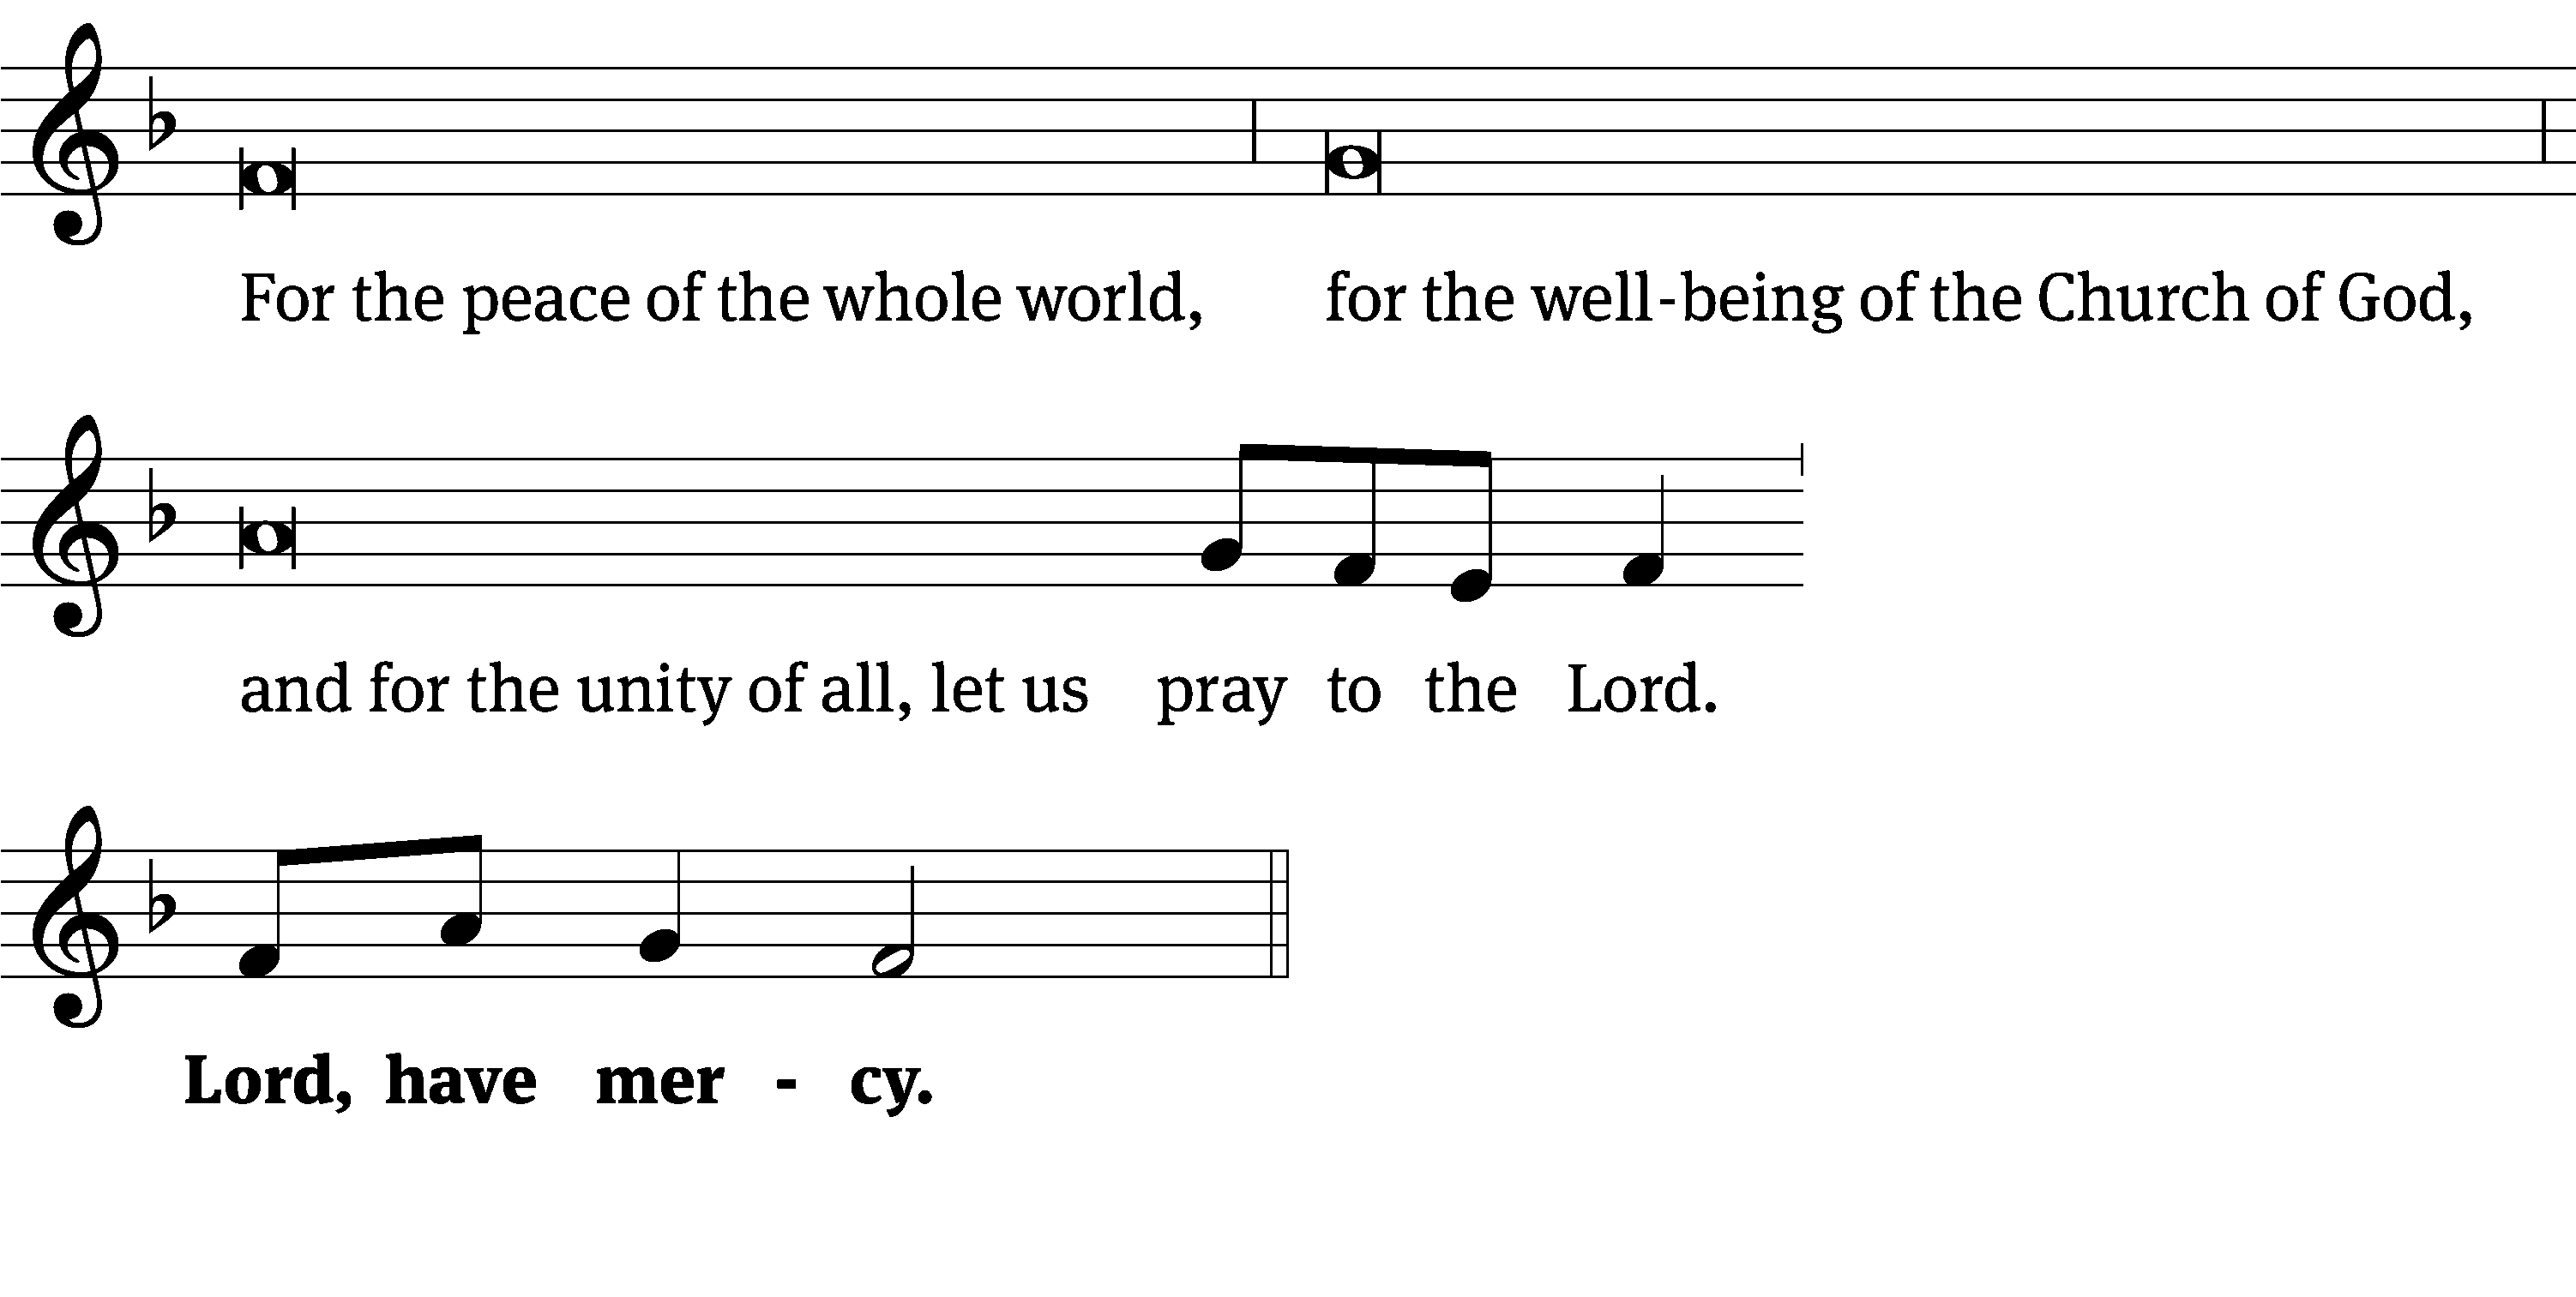 For the peace of the whole world, for the well-being of the Church of God,
and for the unity of all, let us pray to the Lord.
Lord, have mer - cy.